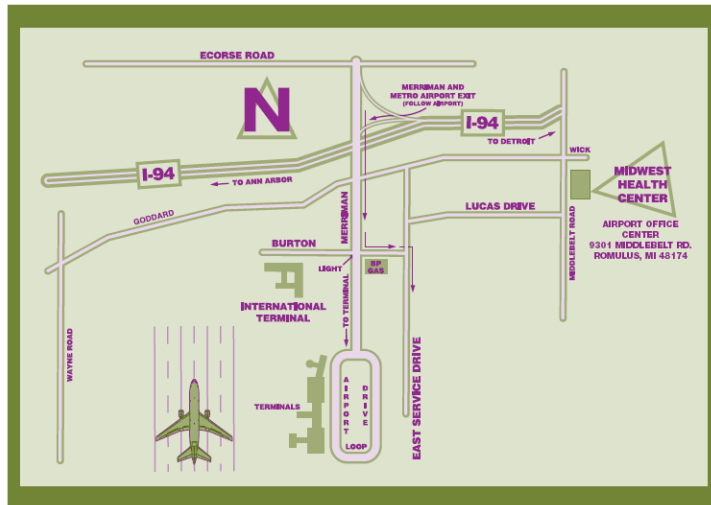 ECORSE ROAD
N
MERRIMAN AND
METRO AIRPORT EXIT
(FOLLOW AIRPORT)
I-94
TO DETROIT
I-94
TO ANN ARBOR
WICK
MIDWEST
HEALTH
CENTER
AIRPORT OFFICE
CENTER
9301 MIDDLEBELT RD.
ROMULUS, MI 48174
GODDARD
MERRIMAN
LUCAS DRIVE
MIDDLEBELT ROAD
BURTON
LIGHT
BP
GAS
INTERNATIONAL
TERMINAL
TO TERMINAL
WAYNE ROAD
EAST SERVICE DRIVE
TERMINALS
AIRPORT
DRIVE
LOOP